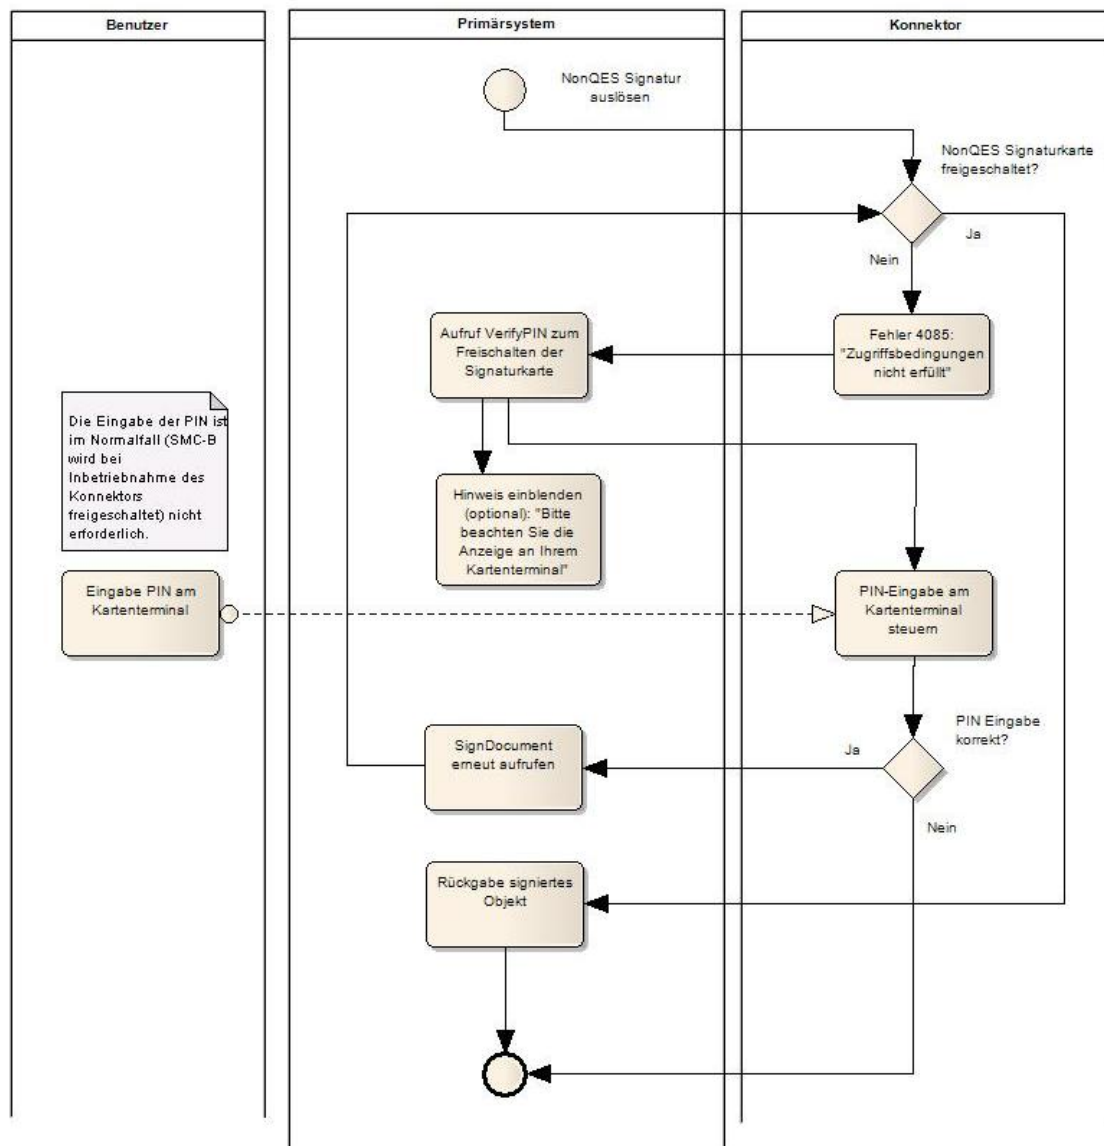 Benutzer
Primärsystem
Konnektor
NonQES Signatur
auslösen
NonQES Signaturkarte
freigeschaltet?
Ja
Nein
Aufruf VerifyPIN zum
Freischalten der
Signaturkarte
Fehler 4085:
"Zugriffsbedingungen
nicht erfüllt"
Die Eingabe der PIN ist
im Normalfall (SMC-B
wird bei
Inbetriebnahme des
Konnektors
freigeschaltet) nicht
erforderlich.
Hinweis einblenden
(optional): "Bitte
beachten Sie die
Anzeige an Ihrem
Kartenterminal"
Eingabe PIN am
Kartenterminal
PIN-Eingabe am
Kartenterminal
steuern
PIN Eingabe
korrekt?
Ja
SignDocument
erneut aufrufen
Nein
Rückgabe signiertes
Objekt